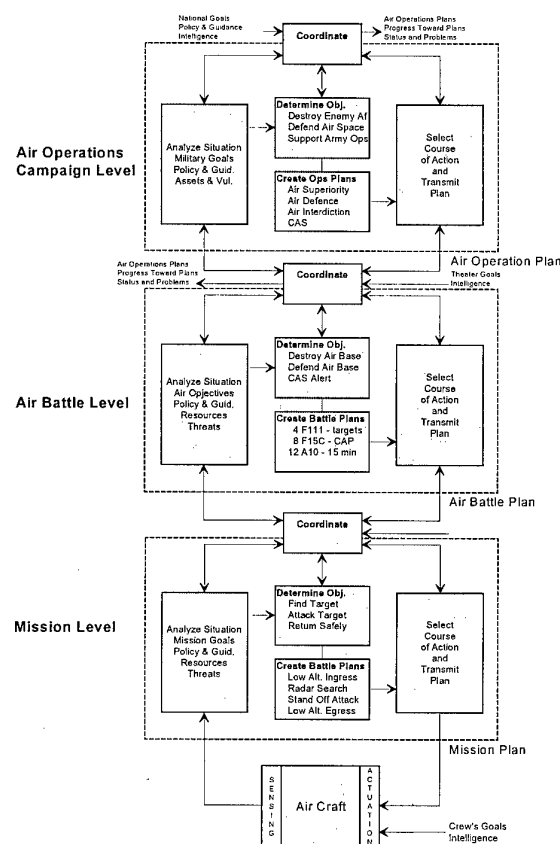 National Goals
Policy & Guidance
Intelligence
Coordinate
Air Operations Plans
Progress Toward Plans
Status and Problems
Air Operations
Campaign Level
Analyze Situation
Military Goals
Policy & Guid.
Assets & Vul.
Determine Obj.
Destroy Enemy Af
Defend Air Space
Support Army Ops
Create Ops Plans
Air Superiority
Air Defence
Air Interdiction
CAS
Select
Course
of Action
and
Transmit
Plan
Air Operation Plan
Air Operations Plans
Progress Toward Plans
Status and Problems
Coordinate
Theater Goals
Intelligence
Air Battle Level
Analyze Situation
Air Objectives
Policy & Guid.
Resources
Threats
Determine Obj.
Destroy Air Base
Defend Air Base
CAS Alert
Create Battle Plans
4 F111 - targets
8 F15C - CAP
12 A10 - 15 min
Select
Course
of Action
and
Transmit
Plan
Air Battle Plan
Coordinate
Mission Level
Analyze Situation
Mission Goals
Policy & Guid.
Resources
Threats
Determine Obj.
Find Target
Attack Target
Return Safely
Create Battle Plans
Low Alt. Ingress
Radar Search
Stand Off Attack
Low Alt. Egress
Select
Course
of Action
and
Transmit
Plan
Mission Plan
SENSING
Air Craft
ACTUATION
Crew's Goals
Intelligence